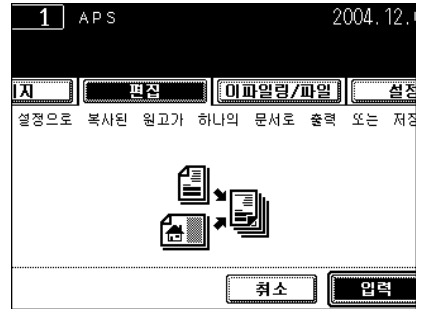 1 APS 2004.12.
편집 이파일링/파일 설정
설정으로 복사된 원고가 하나의 문서로 출력 또는 저장
취소 입력